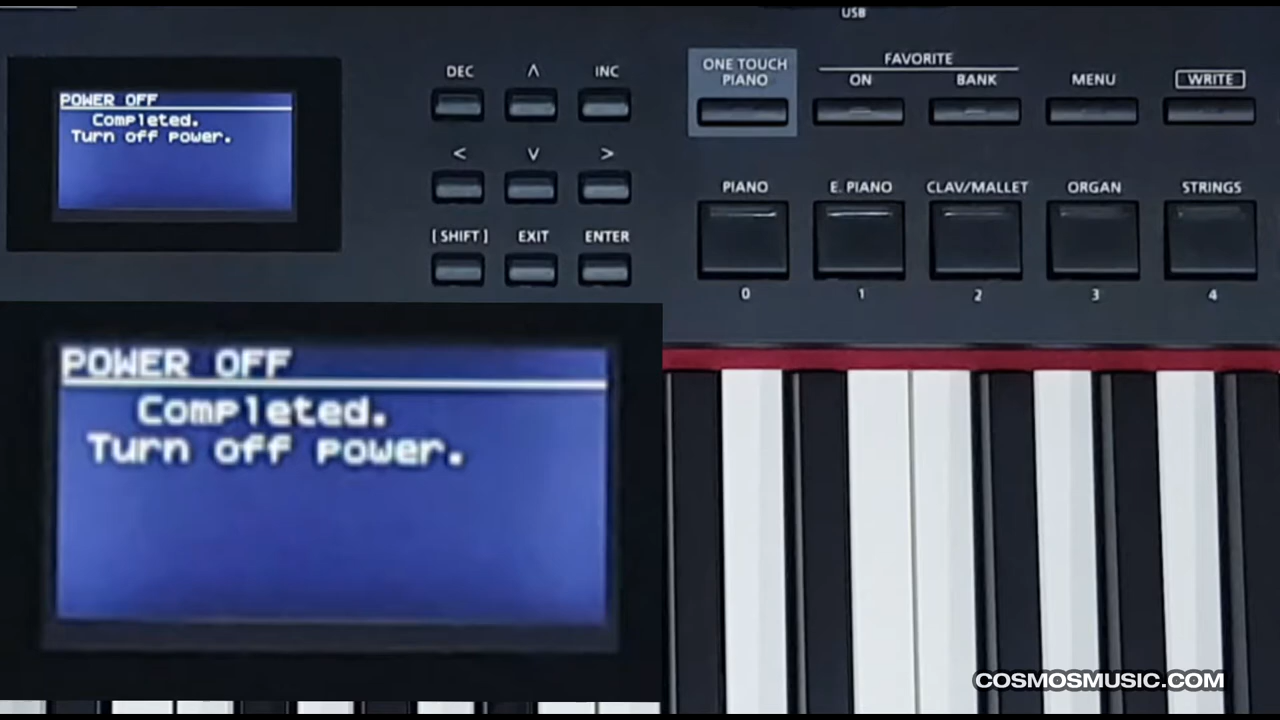 USB
POWER OFF
Completed.
Turn off power.
DEC ∧ INC
< ∨ >
[ SHIFT ] EXIT ENTER
ONE TOUCH
PIANO
FAVORITE
ON BANK
MENU
WRITE
PIANO E. PIANO CLAV/MALLET ORGAN STRINGS
0 1 2 3 4
POWER OFF
Completed.
Turn off power.
COSMOSMUSIC.COM